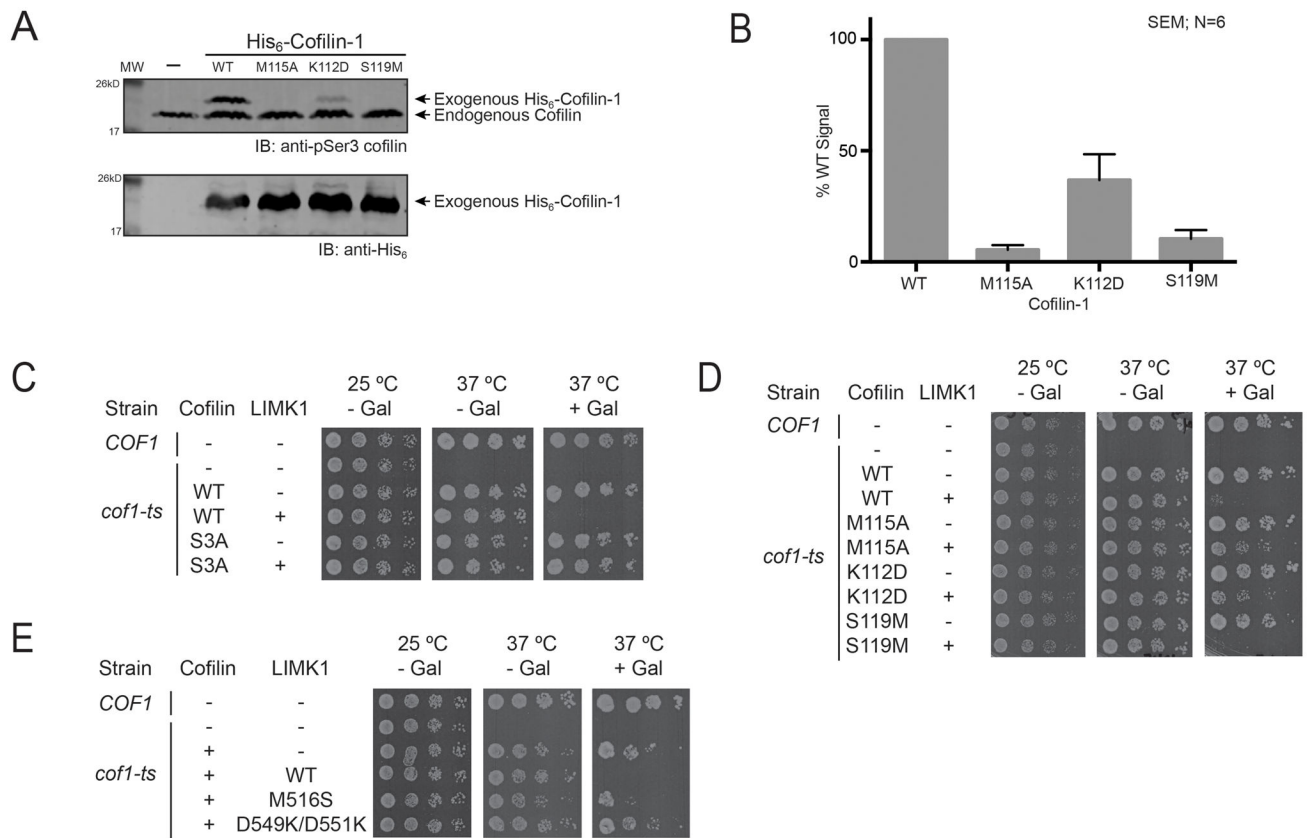 A
His6-Cofilin-1
MW — WT M115A K112D S119M
26kD
Exogenous His6-Cofilin-1
Endogenous Cofilin
17
IB: anti-pSer3 cofilin
26kD
Exogenous His6-Cofilin-1
17
IB: anti-His6
B
SEM; N=6
% WT Signal
100
50
0
WT M115A K112D S119M
Cofilin-1
C
25 ºC 37 ºC 37 ºC
Strain Cofilin LIMK1 - Gal - Gal + Gal
COF1 - -
- -
WT -
cof1-ts WT +
S3A -
S3A +
D
25 ºC 37 ºC 37 ºC
Strain Cofilin LIMK1 - Gal - Gal + Gal
COF1 - -
- -
WT -
WT +
M115A -
cof1-ts M115A +
K112D -
K112D +
S119M -
S119M +
E
25 ºC 37 ºC 37 ºC
Strain Cofilin LIMK1 - Gal - Gal + Gal
COF1 - -
- -
+ -
cof1-ts + WT
+ M516S
+ D549K/D551K